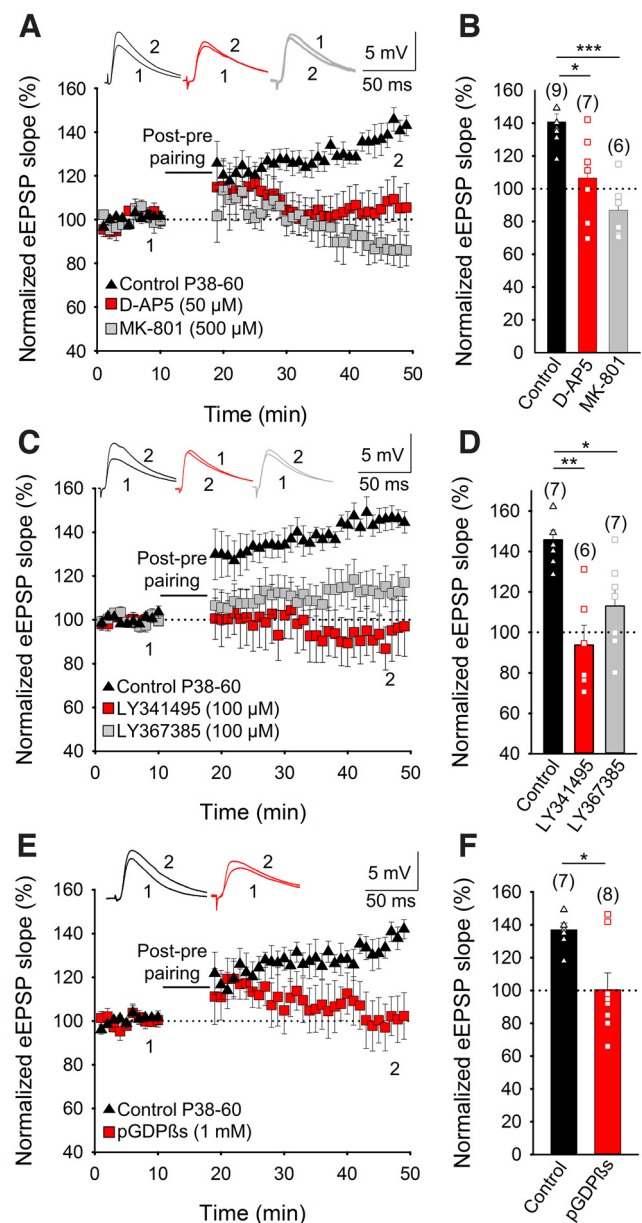 A
2
1
2
1
1
2
5 mV
50 ms
Normalized eEPSP slope (%)
160
140
120
100
80
60
40
Post-pre
pairing
1
2
Control P38-60
D-AP5 (50 µM)
MK-801 (500 µM)
0 10 20 30 40 50
Time (min)
B
***
*
(9)
(7)
(6)
Normalized eEPSP slope (%)
160
140
120
100
80
60
40
20
0
Control
D-AP5
MK-801
C
2
1
1
2
2
1
5 mV
50 ms
Normalized eEPSP slope (%)
160
140
120
100
80
60
40
Post-pre
pairing
1
2
Control P38-60
LY341495 (100 µM)
LY367385 (100 µM)
0 10 20 30 40 50
Time (min)
D
*
**
(7)
(6)
(7)
Normalized eEPSP slope (%)
160
140
120
100
80
60
40
Control
LY341495
LY367385
E
2
1
2
1
5 mV
50 ms
Normalized eEPSP slope (%)
160
140
120
100
80
60
40
Post-pre
pairing
1
2
Control P38-60
pGDPßs (1 mM)
0 10 20 30 40 50
Time (min)
F
*
(7)
(8)
Normalized eEPSP slope (%)
160
140
120
100
80
60
40
20
0
Control
pGDPßs